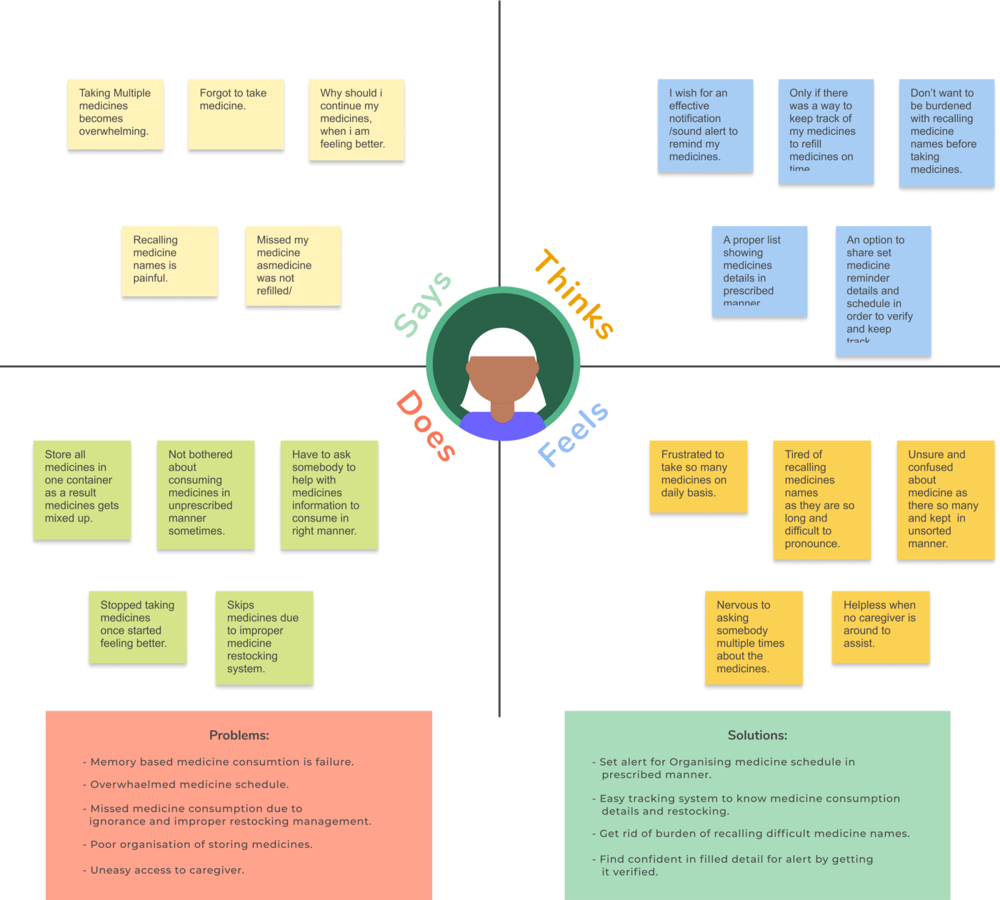 Taking Multiple
medicines
becomes
overwhelming.
Forgot to take
medicine.
Why should i
continue my
medicines,
when i am
feeling better.
Recalling
medicine
names is
painful.
Missed my
medicine
asmedicine
was not
refilled/
Says
I wish for an
effective
notification
/sound alert to
remind my
medicines.
Only if there
was a way to
keep track of
my medicines
to refill
medicines on
time
Don't want to
be burdened
with recalling
medicine
names before
taking
medicines.
A proper list
showing
medicines
details in
prescribed
manner
An option to
share set
medicine
reminder
details and
schedule in
order to verify
and keep
track
Thinks
Does
Store all
medicines in
one container
as a result
medicines gets
mixed up.
Not bothered
about
consuming
medicines in
unprescribed
manner
sometimes.
Have to ask
somebody to
help with
medicines
information to
consume in
right manner.
Stopped taking
medicines
once started
feeling better.
Skips
medicines due
to improper
medicine
restocking
system.
Feels
Frustrated to
take so many
medicines on
daily basis.
Tired of
recalling
medicines
names
as they are so
long and
difficult to
pronounce.
Unsure and
confused
about
medicine as
there so many
and kept  in
unsorted
manner.
Nervous to
asking
somebody
multiple times
about the
medicines.
Helpless when
no caregiver is
around to
assist.
Problems:
- Memory based medicine consumtion is failure.
- Overwhaelmed medicine schedule.
- Missed medicine consumption due to
ignorance and improper restocking management.
- Poor organisation of storing medicines.
- Uneasy access to caregiver.
Solutions:
- Set alert for Organising medicine schedule in
prescribed manner.
- Easy tracking system to know medicine consumption
details and restocking.
- Get rid of burden of recalling difficult medicine names.
- Find confident in filled detail for alert by getting
it verified.